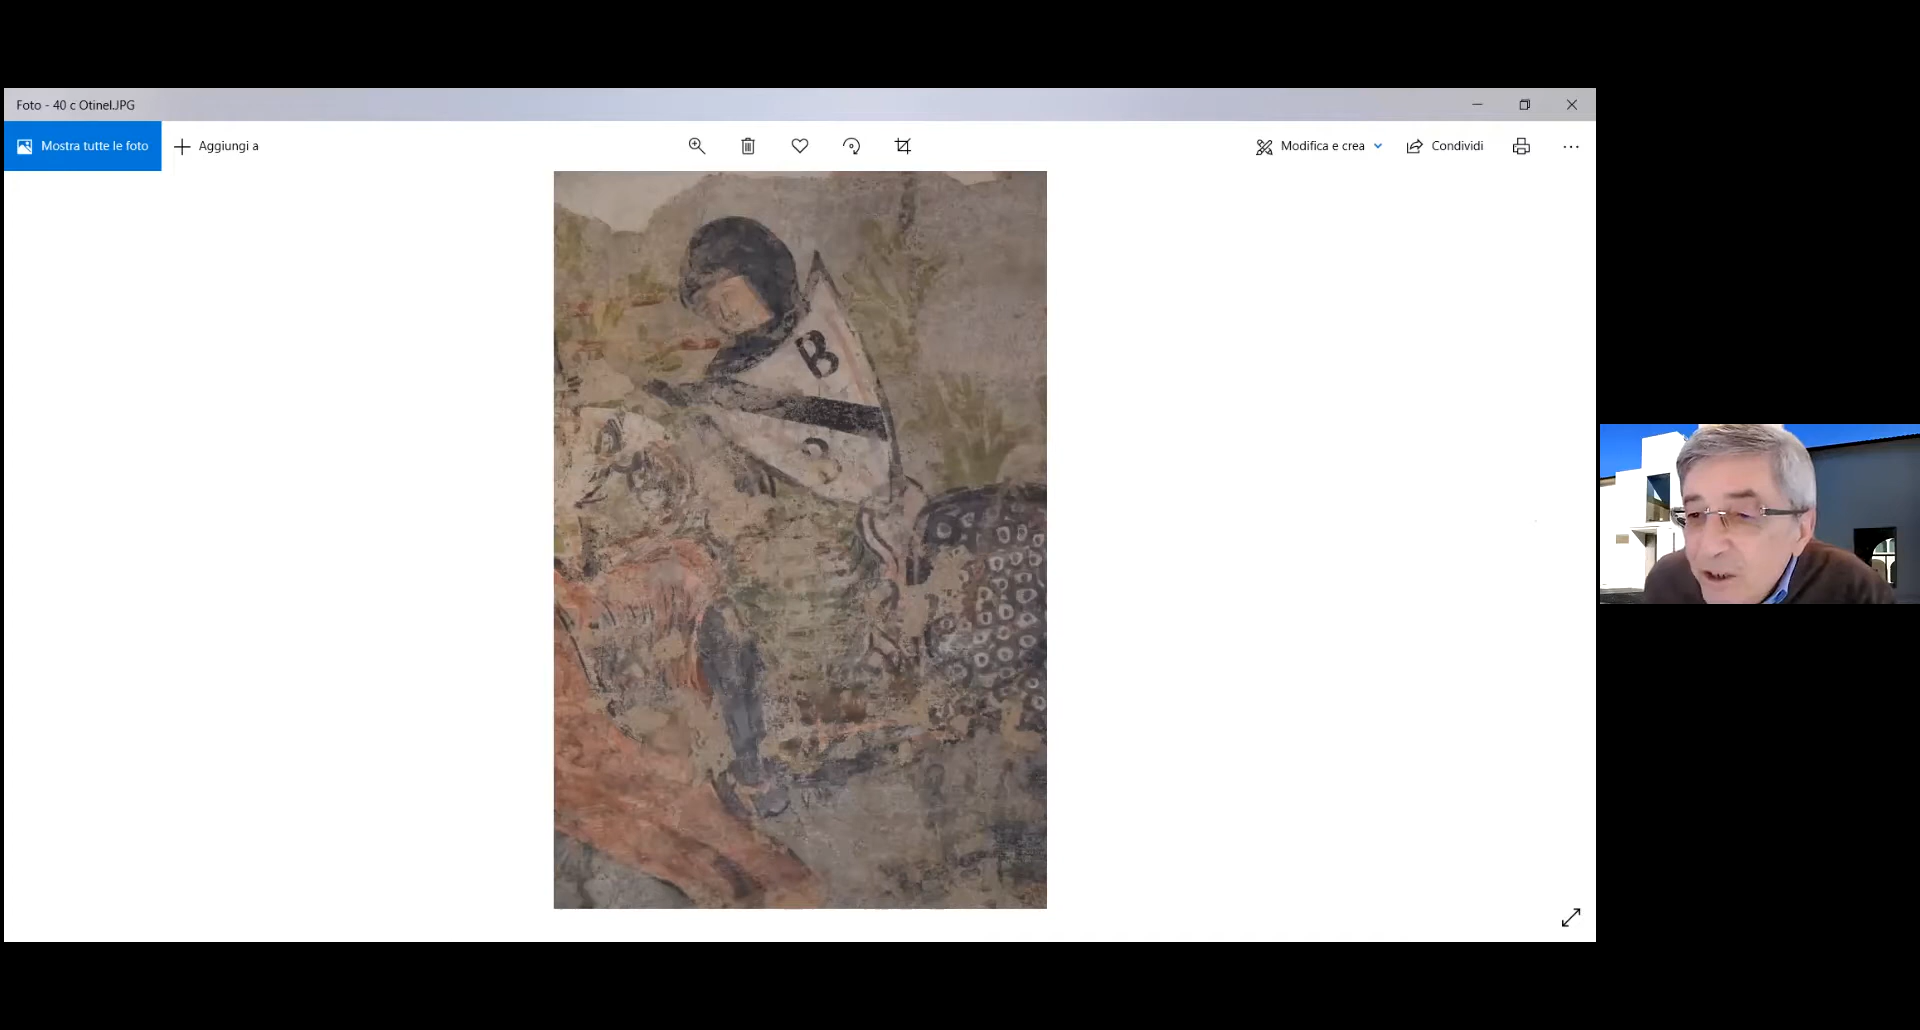 Foto - 40 c Otinel.JPG
Mostra tutte le foto
Aggiungi a
Modifica e crea
Condividi
B